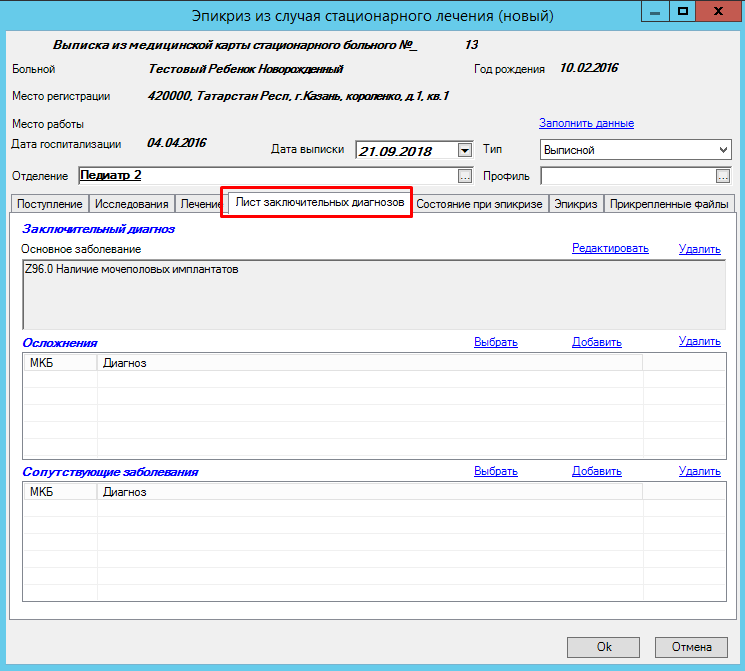 Эпикриз из случая стационарного лечения (новый)
Выписка из медицинской карты стационарного больного №_ 13
Больной Тестовый Ребенок Новорожденный Год рождения 10.02.2016
Место регистрации 420000, Татарстан Респ, г.Казань, короленко, д.1, кв.1
Место работы Заполнить данные
Дата госпитализации 04.04.2016 Дата выписки 21.09.2018 Тип Выписной
Отделение Педиатр 2 ... Профиль ...
Поступление Исследования Лечение Лист заключительных диагнозов Состояние при эпикризе Эпикриз Прикрепленные файлы
Заключительный диагноз
Основное заболевание Редактировать Удалить
Z96.0 Наличие мочеполовых имплантатов
Осложнения Выбрать Добавить Удалить
МКБ Диагноз
Сопутствующие заболевания Выбрать Добавить Удалить
МКБ Диагноз
Ok Отмена